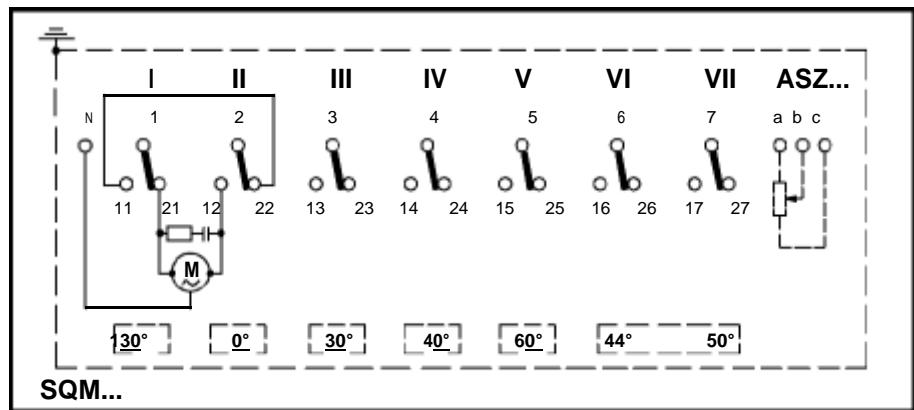 I II III IV V VI VII ASZ...
N 1 2 3 4 5 6 7 a b c
11 21 12 22 13 23 14 24 15 25 16 26 17 27
M
130° 0° 30° 40° 60° 44° 50°
SQM...